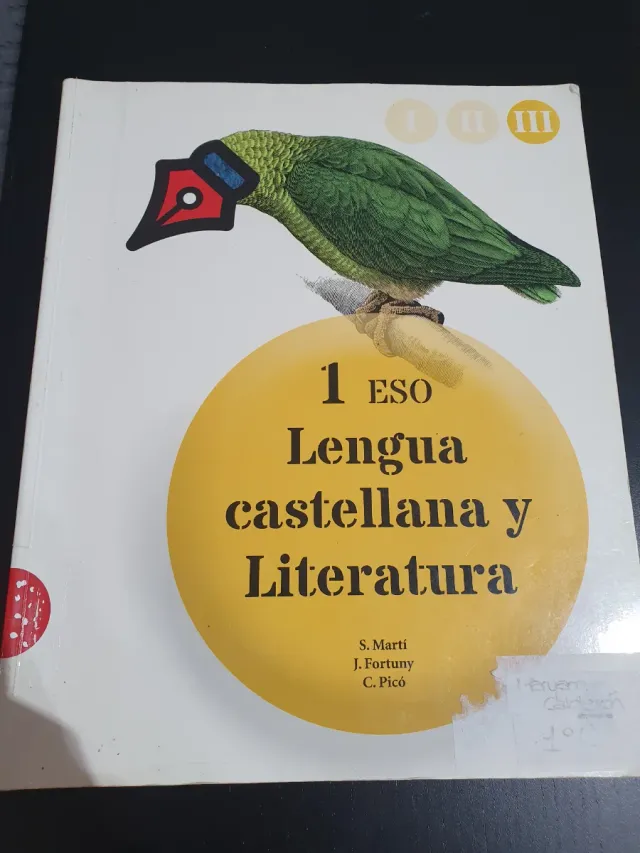 I II III
1 ESO
Lengua
castellana y
Literatura
S. Martí
J. Fortuny
C. Picó